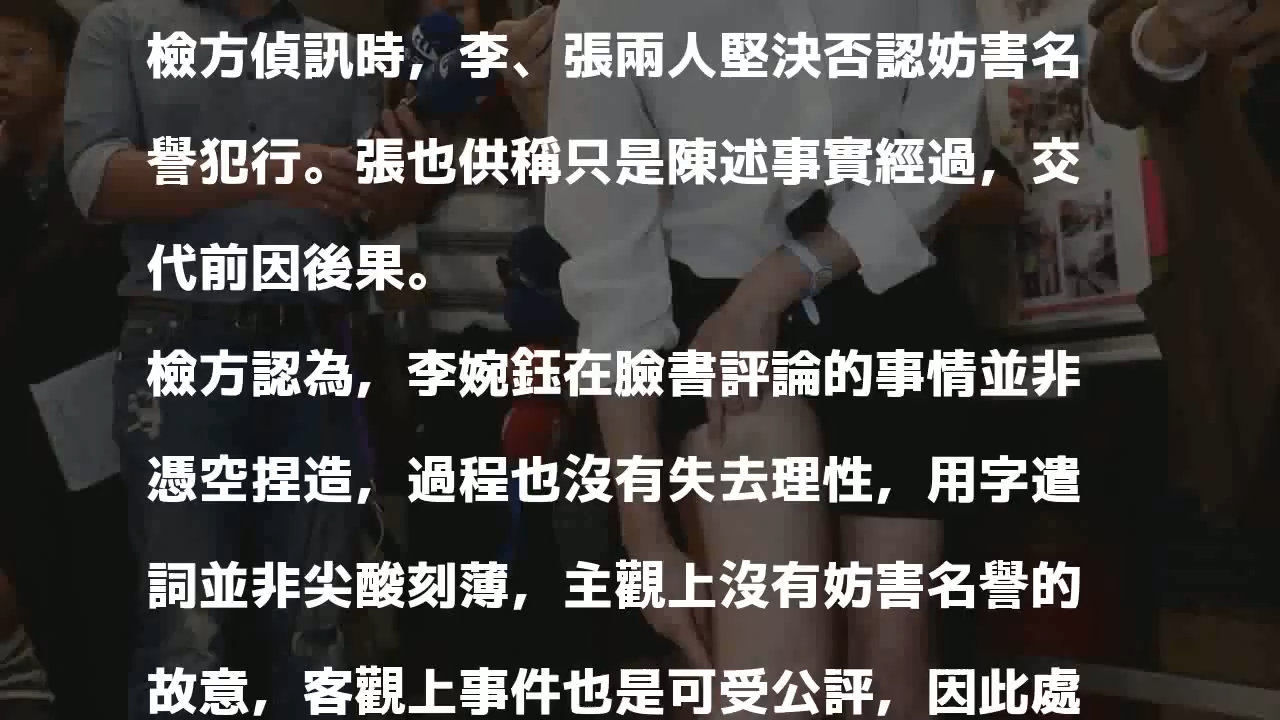 檢方偵訊時，李、張兩人堅決否認妨害名
譽犯行。張也供稱只是陳述事實經過，交
代前因後果。
檢方認為，李婉鈺在臉書評論的事情並非
憑空捏造，過程也沒有失去理性，用字遣
詞並非尖酸刻薄，主觀上沒有妨害名譽的
故意，客觀上事件也是可受公評，因此處